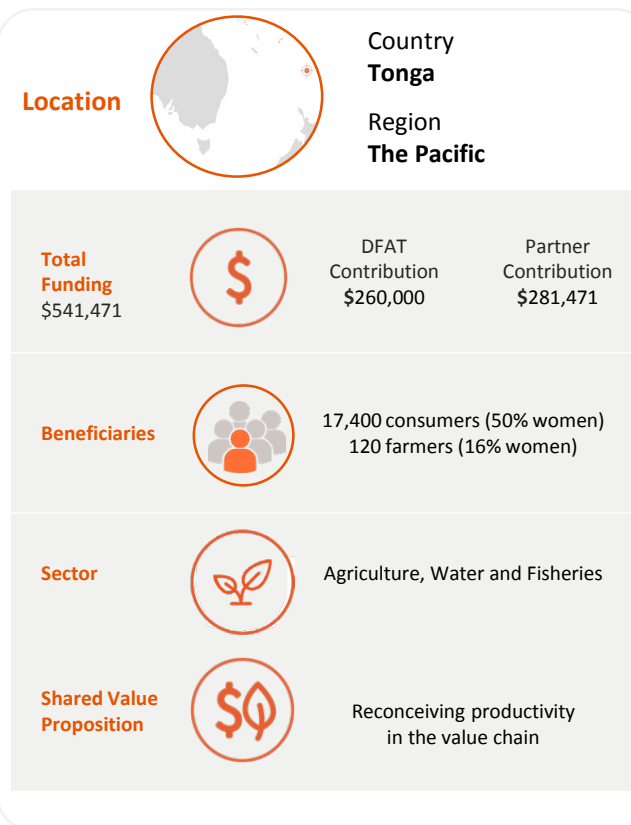 Location
Country
Tonga
Region
The Pacific
Total
Funding
$541,471
DFAT
Contribution
$260,000
Partner
Contribution
$281,471
Beneficiaries
17,400 consumers (50% women)
120 farmers (16% women)
Sector
Agriculture, Water and Fisheries
Shared Value
Proposition
Reconceiving productivity
in the value chain